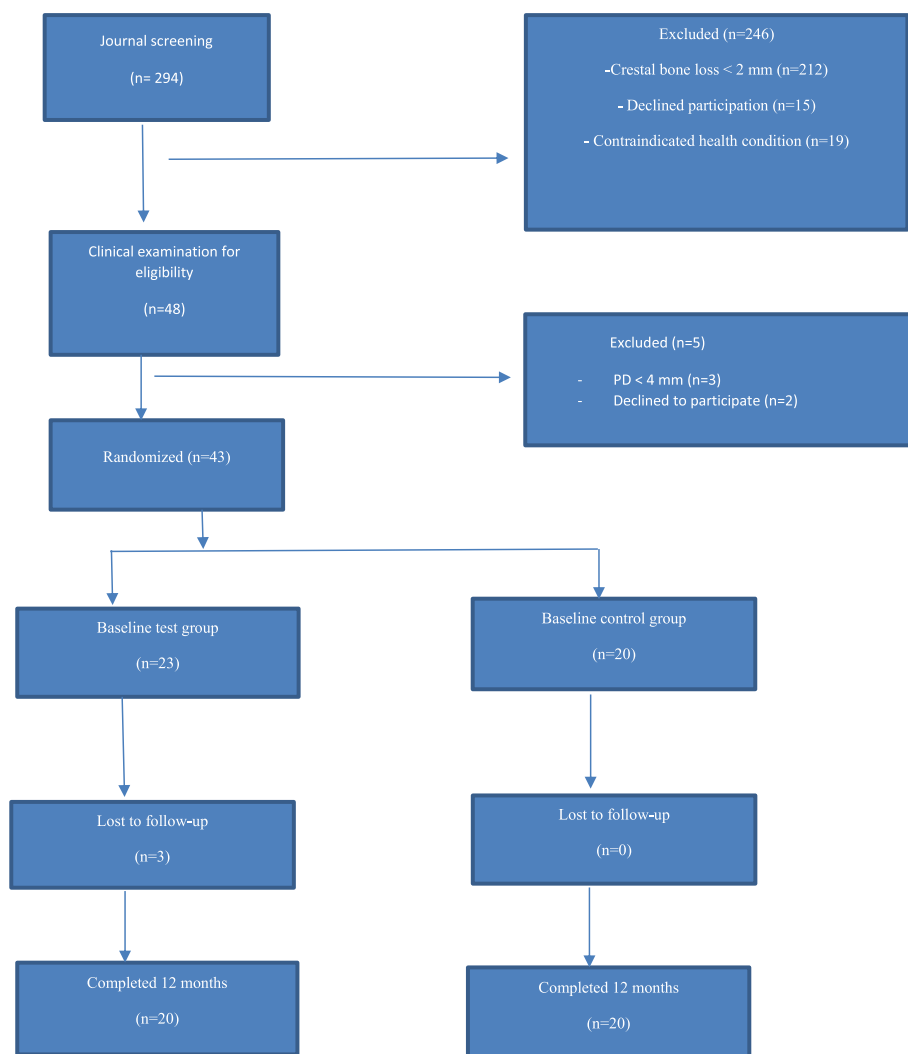 Journal screening
(n= 294)
Excluded (n=246)
-Crestal bone loss < 2 mm (n=212)
- Declined participation (n=15)
- Contraindicated health condition (n=19)
Clinical examination for
eligibility
(n=48)
Excluded (n=5)
- PD < 4 mm (n=3)
- Declined to participate (n=2)
Randomized (n=43)
Baseline test group
(n=23)
Baseline control group
(n=20)
Lost to follow-up
(n=3)
Lost to follow-up
(n=0)
Completed 12 months
(n=20)
Completed 12 months
(n=20)